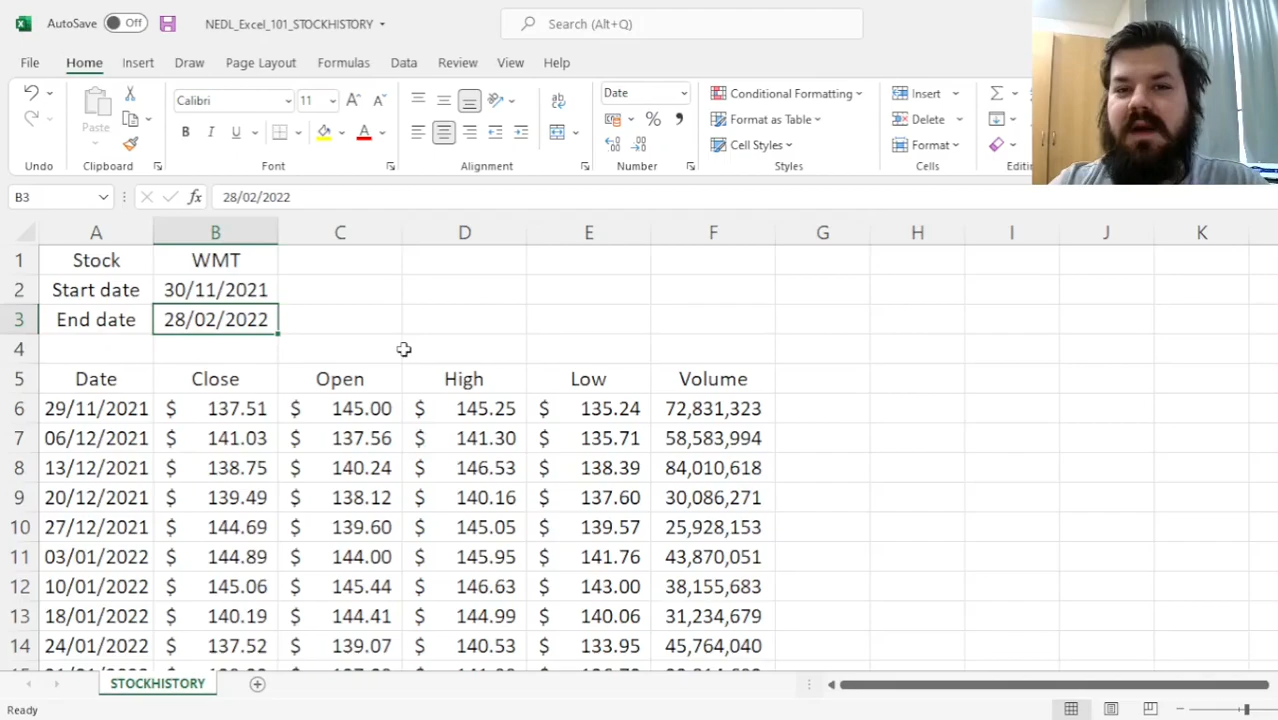 AutoSave Off NEDL_Excel_101_STOCKHISTORY Search (Alt+Q)
File Home Insert Draw Page Layout Formulas Data Review View Help
Calibri 11 Date Conditional Formatting Insert
Paste B I U A ab % , Format as Table Delete
Cell Styles Format
Undo Clipboard Font Alignment Number Styles Cells Editin
B3 fx 28/02/2022
A B C D E F G H I J K
1 Stock WMT
2 Start date 30/11/2021
3 End date 28/02/2022
4
5 Date Close Open High Low Volume
6 29/11/2021 $ 137.51 $ 145.00 $ 145.25 $ 135.24 72,831,323
7 06/12/2021 $ 141.03 $ 137.56 $ 141.30 $ 135.71 58,583,994
8 13/12/2021 $ 138.75 $ 140.24 $ 146.53 $ 138.39 84,010,618
9 20/12/2021 $ 139.49 $ 138.12 $ 140.16 $ 137.60 30,086,271
10 27/12/2021 $ 144.69 $ 139.60 $ 145.05 $ 139.57 25,928,153
11 03/01/2022 $ 144.89 $ 144.00 $ 145.95 $ 141.76 43,870,051
12 10/01/2022 $ 145.06 $ 145.44 $ 146.63 $ 143.00 38,155,683
13 18/01/2022 $ 140.19 $ 144.41 $ 144.99 $ 140.06 31,234,679
14 24/01/2022 $ 137.52 $ 139.07 $ 140.53 $ 133.95 45,764,040
STOCKHISTORY
Ready